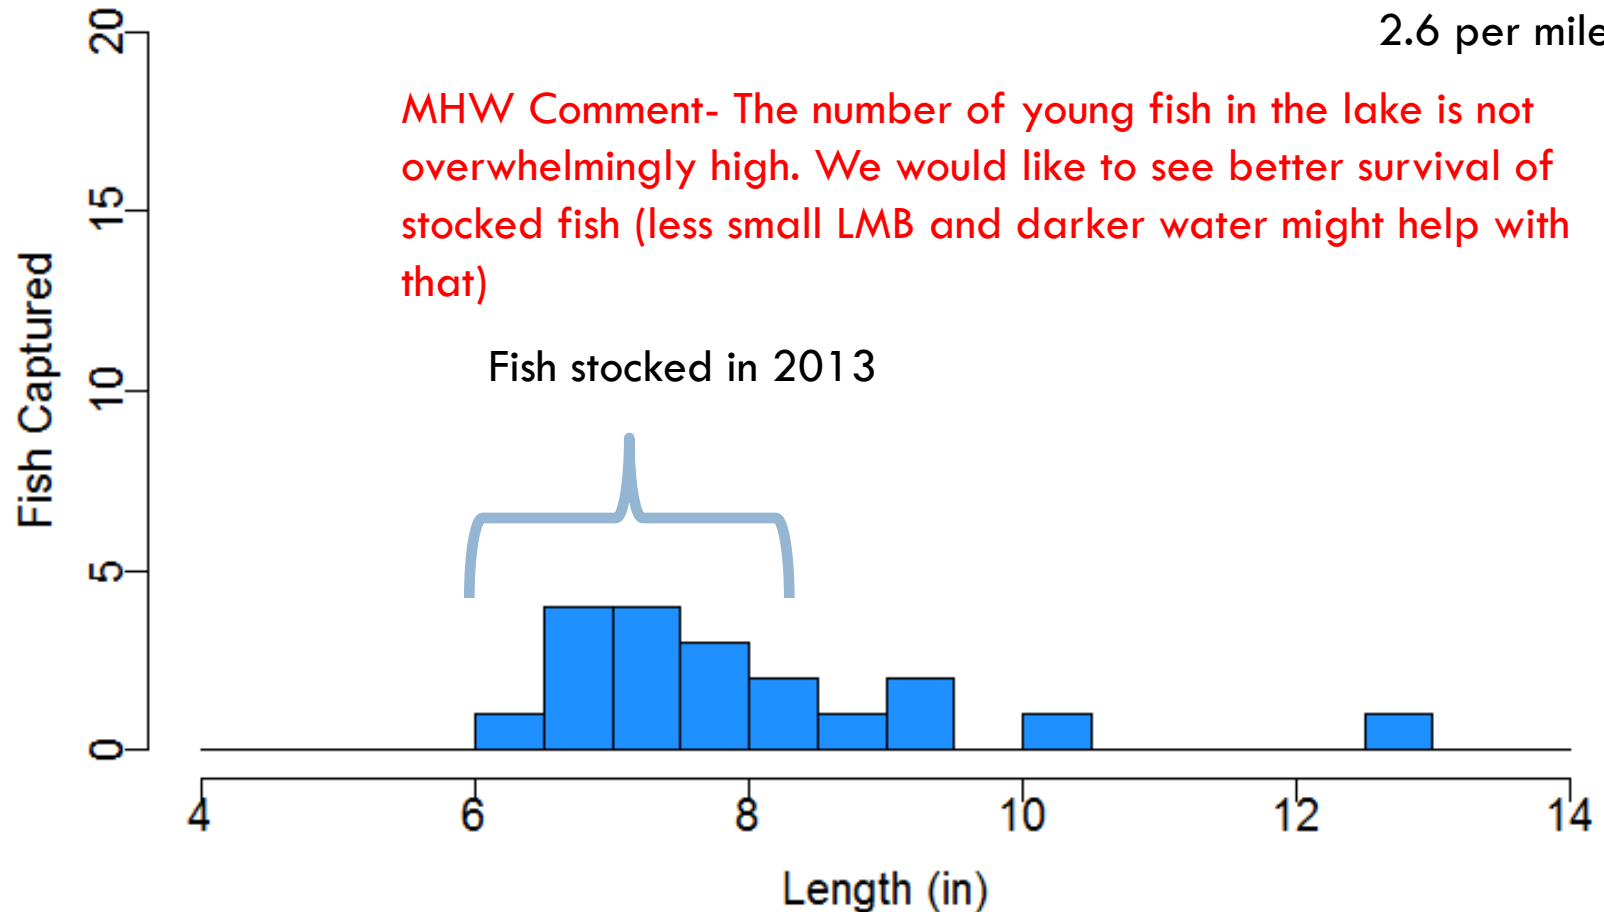 20
2.6 per mile
MHW Comment- The number of young fish in the lake is not
overwhelmingly high. We would like to see better survival of
15
stocked fish (less small LMB and darker water might help with
that)
Fish Captured
Fish stocked in 2013
10
5
0
4 6 8 10 12 14
Length (in)